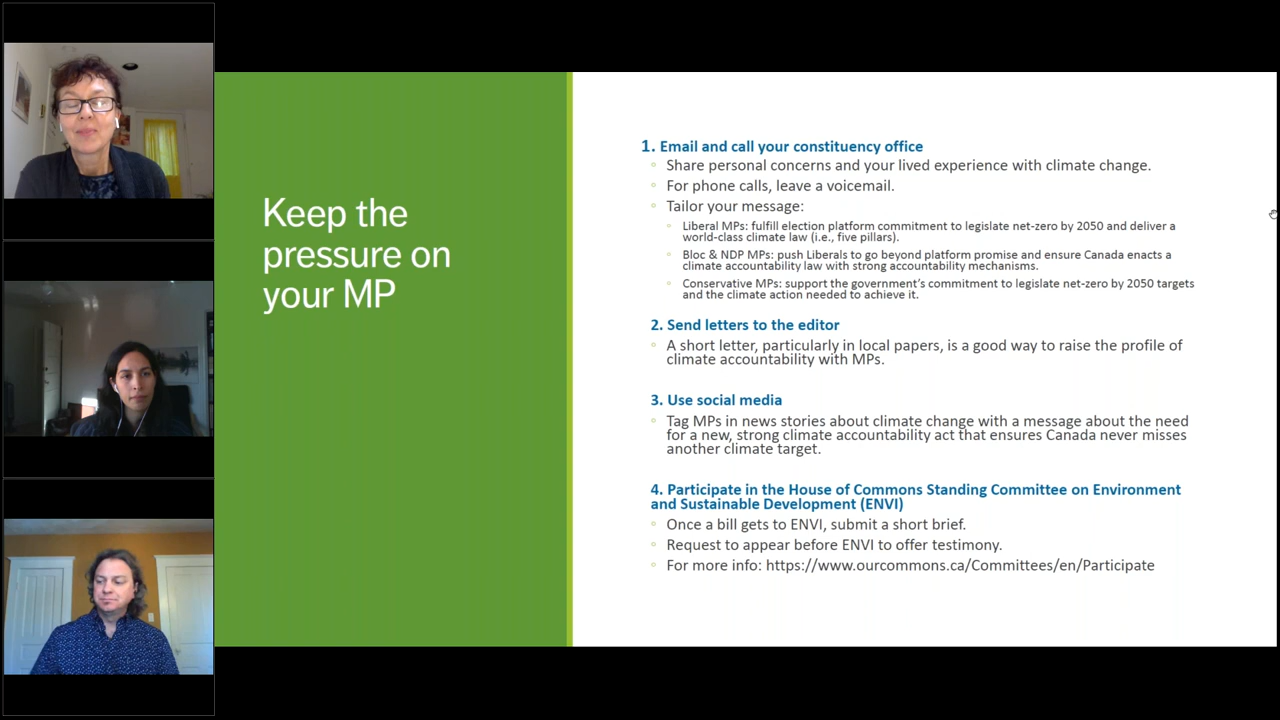 Keep the
pressure on
your MP
1. Email and call your constituency office
◦ Share personal concerns and your lived experience with climate change.
◦ For phone calls, leave a voicemail.
◦ Tailor your message:
◦ Liberal MPs: fulfill election platform commitment to legislate net-zero by 2050 and deliver a
world-class climate law (i.e., five pillars).
◦ Bloc & NDP MPs: push Liberals to go beyond platform promise and ensure Canada enacts a
climate accountability law with strong accountability mechanisms.
◦ Conservative MPs: support the government's commitment to legislate net-zero by 2050 targets
and the climate action needed to achieve it.
2. Send letters to the editor
◦ A short letter, particularly in local papers, is a good way to raise the profile of
climate accountability with MPs.
3. Use social media
◦ Tag MPs in news stories about climate change with a message about the need
for a new, strong climate accountability act that ensures Canada never misses
another climate target.
4. Participate in the House of Commons Standing Committee on Environment
and Sustainable Development (ENVI)
◦ Once a bill gets to ENVI, submit a short brief.
◦ Request to appear before ENVI to offer testimony.
◦ For more info: https://www.ourcommons.ca/Committees/en/Participate